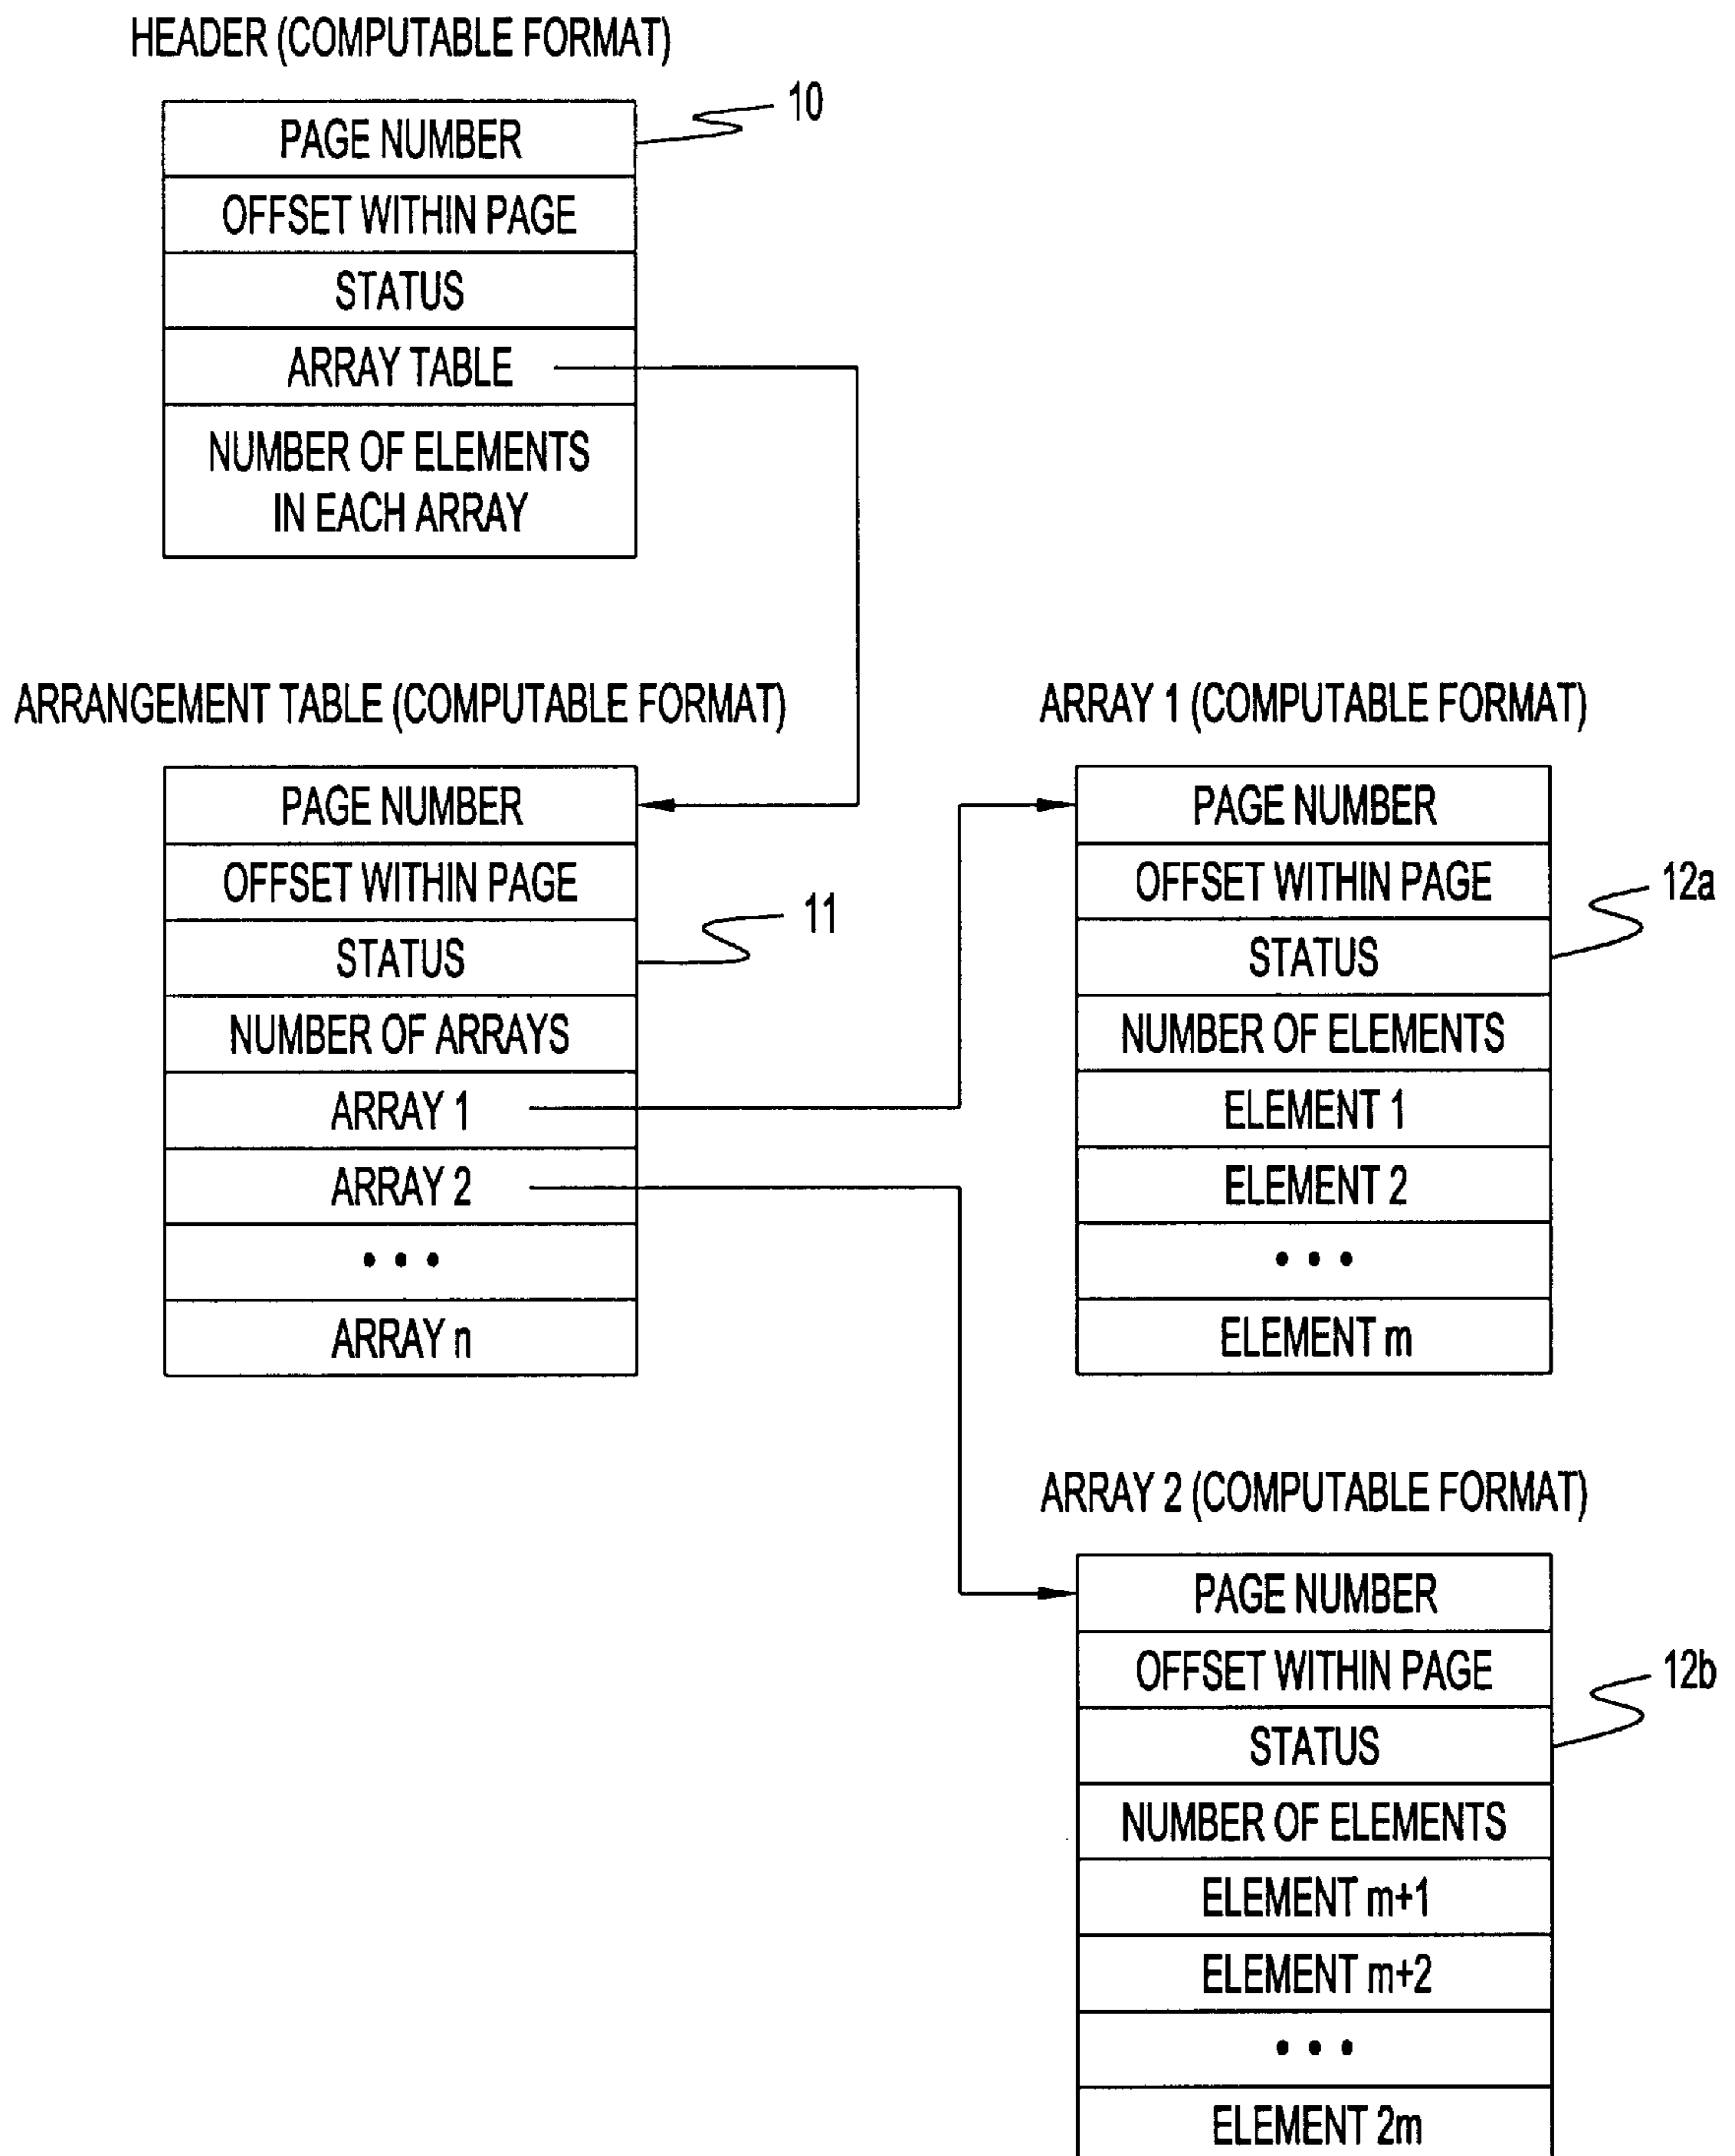 HEADER (COMPUTABLE FORMAT)
PAGE NUMBER
10
OFFSET WITHIN PAGE
STATUS
ARRAY TABLE
NUMBER OF ELEMENTS
IN EACH ARRAY
ARRANGEMENT TABLE (COMPUTABLE FORMAT)
PAGE NUMBER
OFFSET WITHIN PAGE
STATUS
11
NUMBER OF ARRAYS
ARRAY 1
ARRAY 2
• • •
ARRAY n
ARRAY 1 (COMPUTABLE FORMAT)
PAGE NUMBER
OFFSET WITHIN PAGE
12a
STATUS
NUMBER OF ELEMENTS
ELEMENT 1
ELEMENT 2
• • •
ELEMENT m
ARRAY 2 (COMPUTABLE FORMAT)
PAGE NUMBER
OFFSET WITHIN PAGE
12b
STATUS
NUMBER OF ELEMENTS
ELEMENT m+1
ELEMENT m+2
• • •
ELEMENT 2m